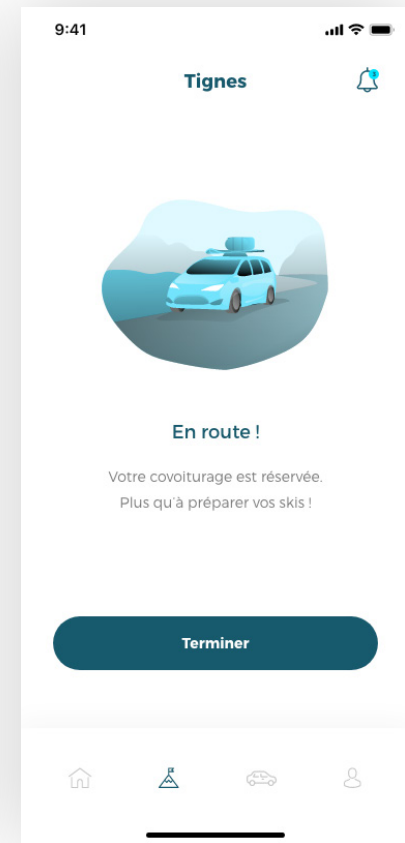 9:41
Tignes
En route !
Votre covoiturage est réservée.
Plus qu'à préparer vos skis !
Terminer